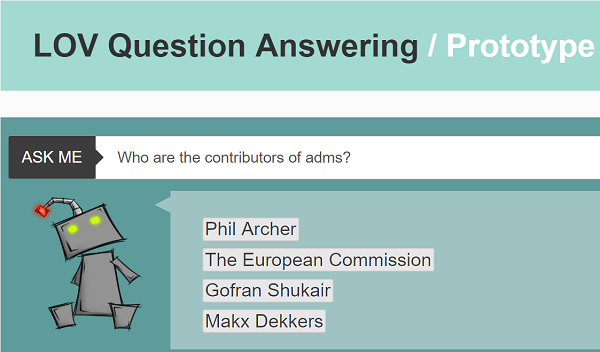 LOV Question Answering / Prototype
ASK ME Who are the contributors of adms?
Phil Archer
The European Commission
Gofran Shukair
Makx Dekkers